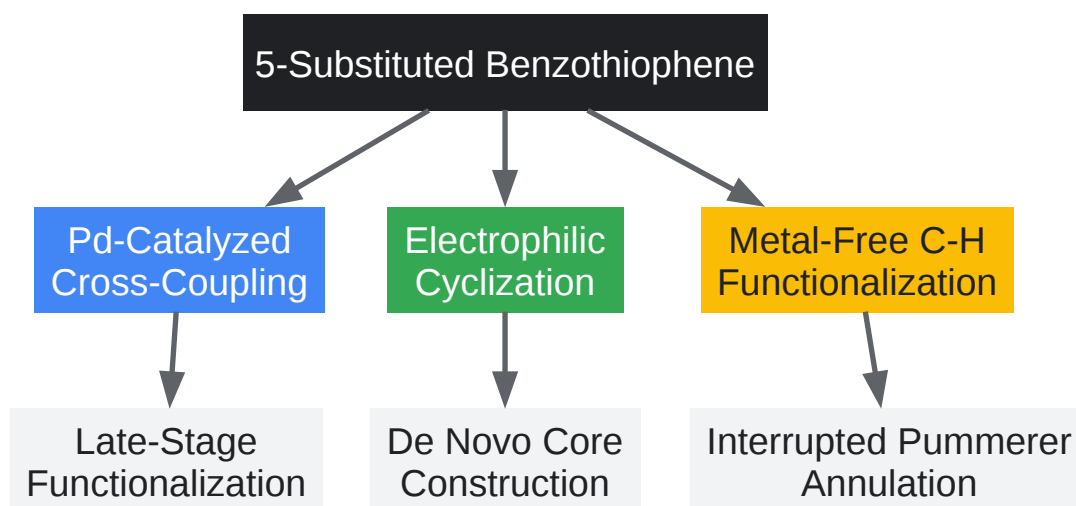 5-Substituted Benzothiophene
Pd-Catalyzed
Cross-Coupling
Electrophilic
Cyclization
Metal-Free C-H
Functionalization
Late-Stage
Functionalization
De Novo Core
Construction
Interrupted Pummerer
Annulation